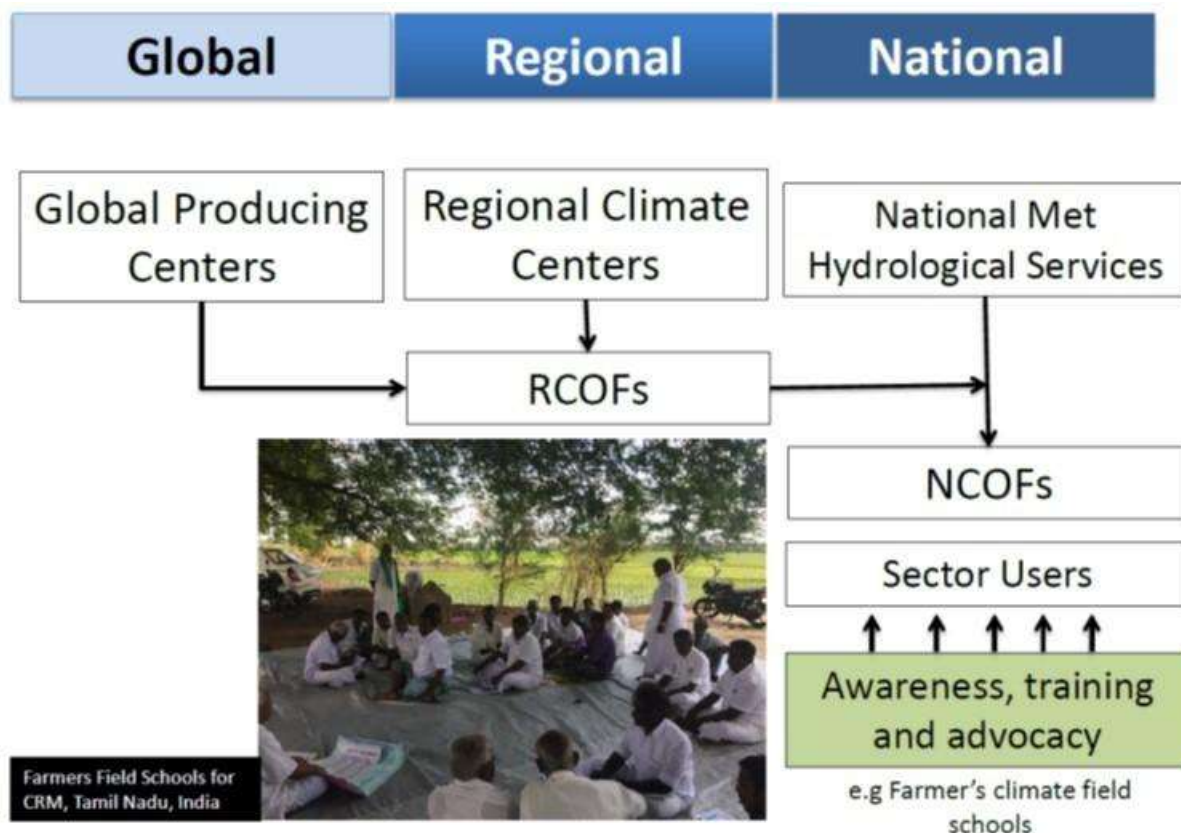 Global
Regional
National
Global Producing
Centers
Regional Climate
Centers
National Met
Hydrological Services
RCOFs
NCOFs
Sector Users
Awareness, training
and advocacy
e.g Farmer's climate field
schools
Farmers Field Schools for
CRM, Tamil Nadu, India